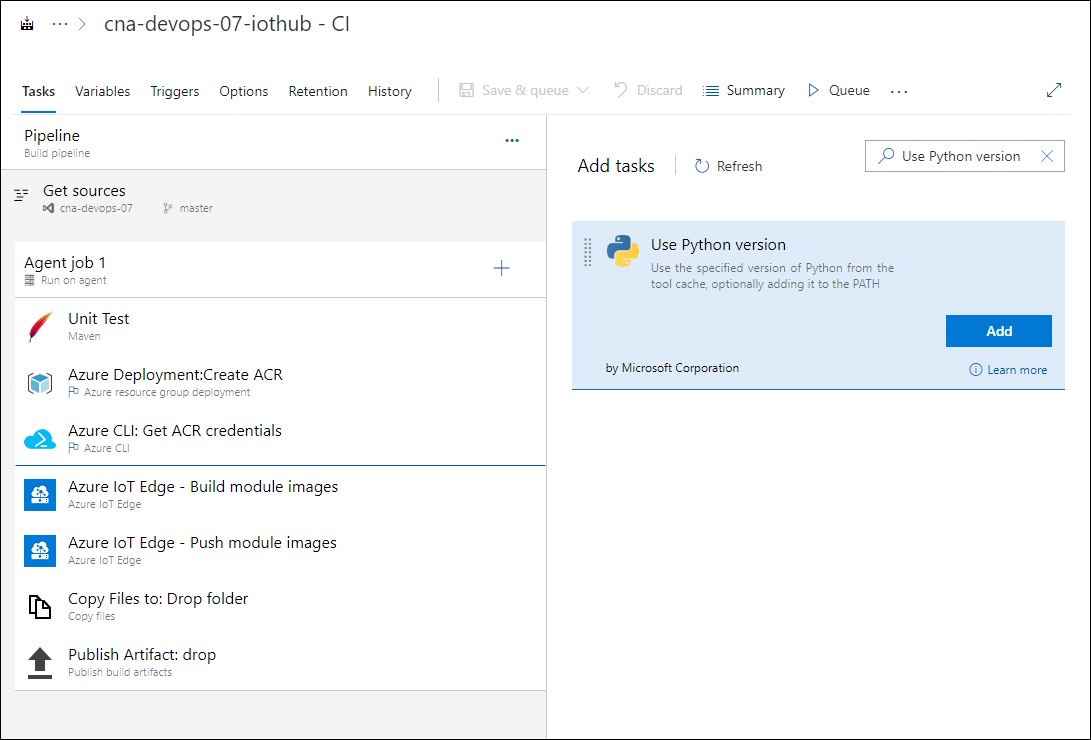 cna-devops-07-iothub - CI
Tasks Variables Triggers Options Retention History Save & queue Discard Summary Queue
Pipeline
Build pipeline
Get sources
cna-devops-07 master
Agent job 1
Run on agent
Unit Test
Maven
Azure Deployment:Create ACR
Azure resource group deployment
Azure CLI: Get ACR credentials
Azure CLI
Azure IoT Edge - Build module images
Azure IoT Edge
Azure IoT Edge - Push module images
Azure IoT Edge
Copy Files to: Drop folder
Copy files
Publish Artifact: drop
Publish build artifacts
Add tasks Refresh Use Python version
Use Python version
Use the specified version of Python from the
tool cache, optionally adding it to the PATH
Add
by Microsoft Corporation Learn more